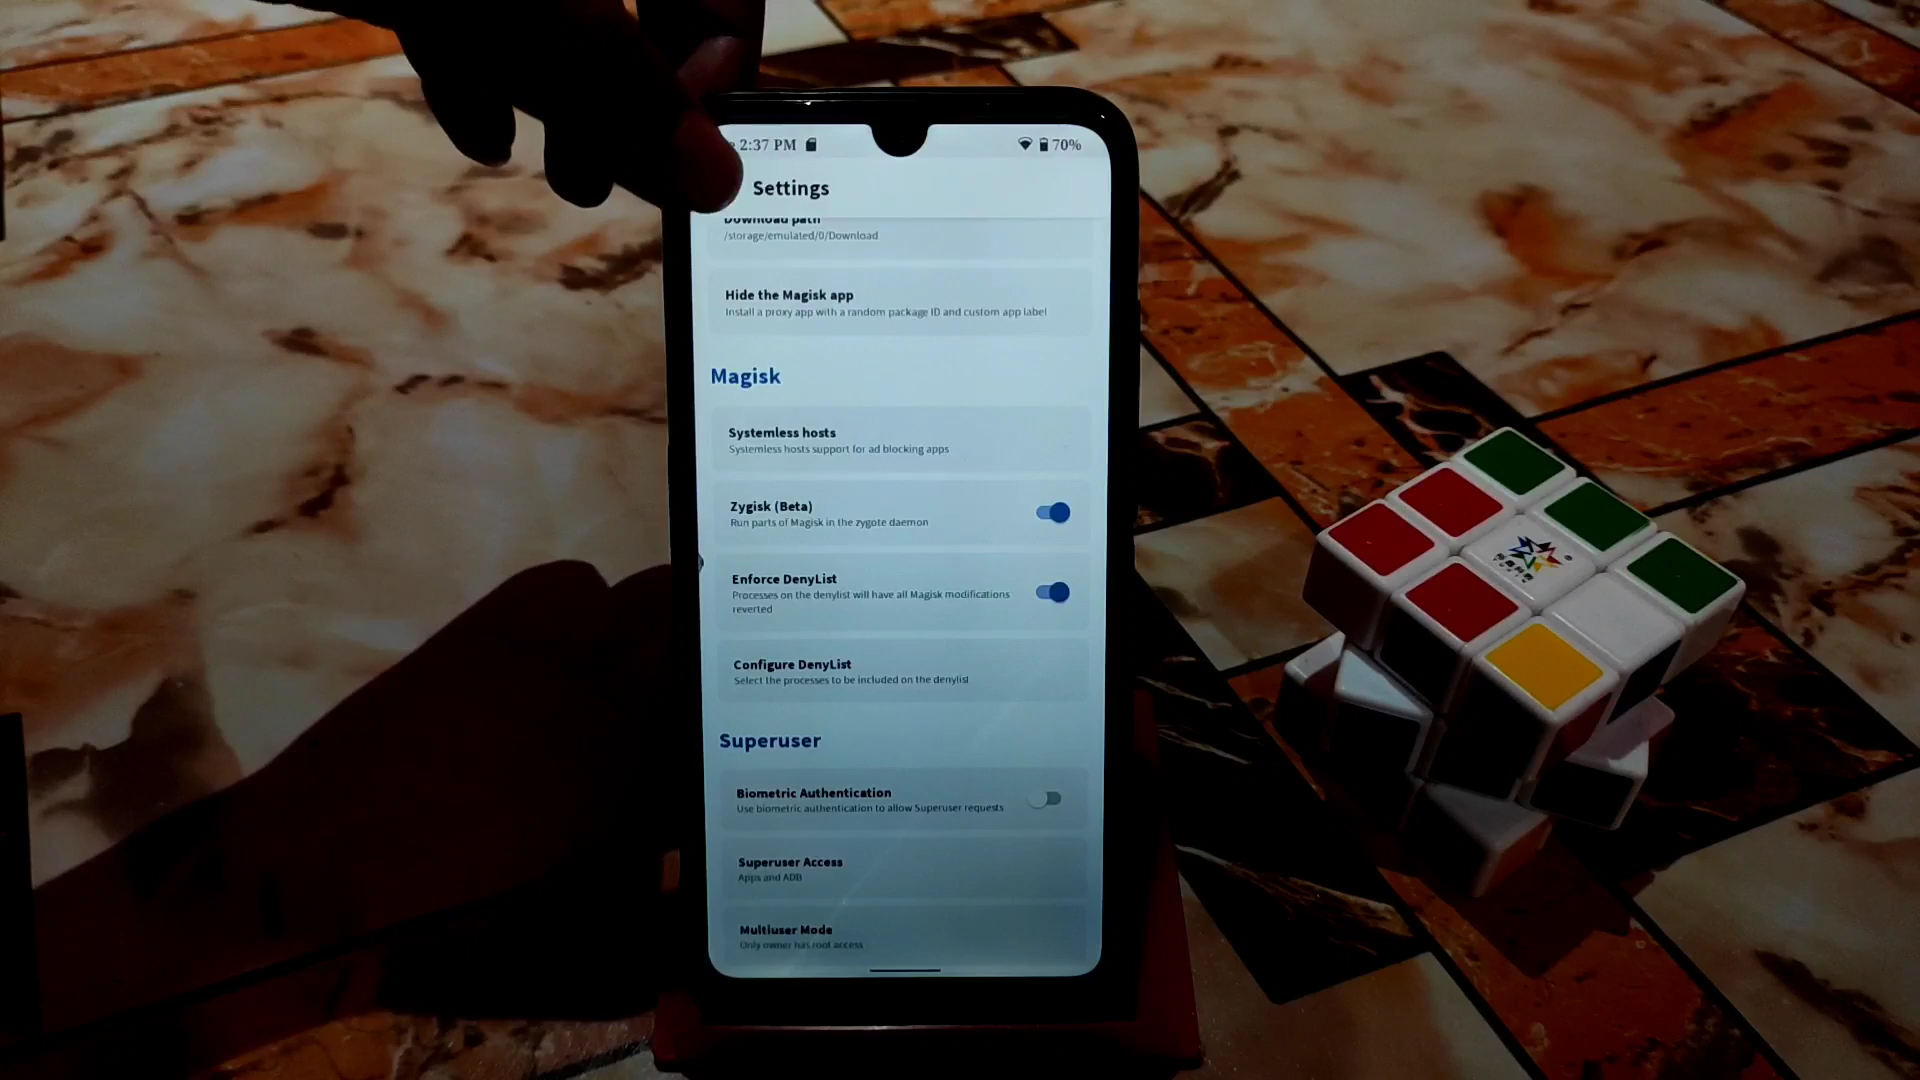 2:37 PM
70%
Settings
Download path
/storage/emulated/0/Download
Hide the Magisk app
Install a proxy app with a random package ID and custom app label
Magisk
Systemless hosts
Systemless hosts support for ad blocking apps
Zygisk (Beta)
Run parts of Magisk in the zygote daemon
Enforce DenyList
Processes on the denylist will have all Magisk modifications
reverted
Configure DenyList
Select the processes to be included on the denylist
Superuser
Biometric Authentication
Use biometric authentication to allow Superuser requests
Superuser Access
Apps and ADB
Multiuser Mode
Only owner has root access